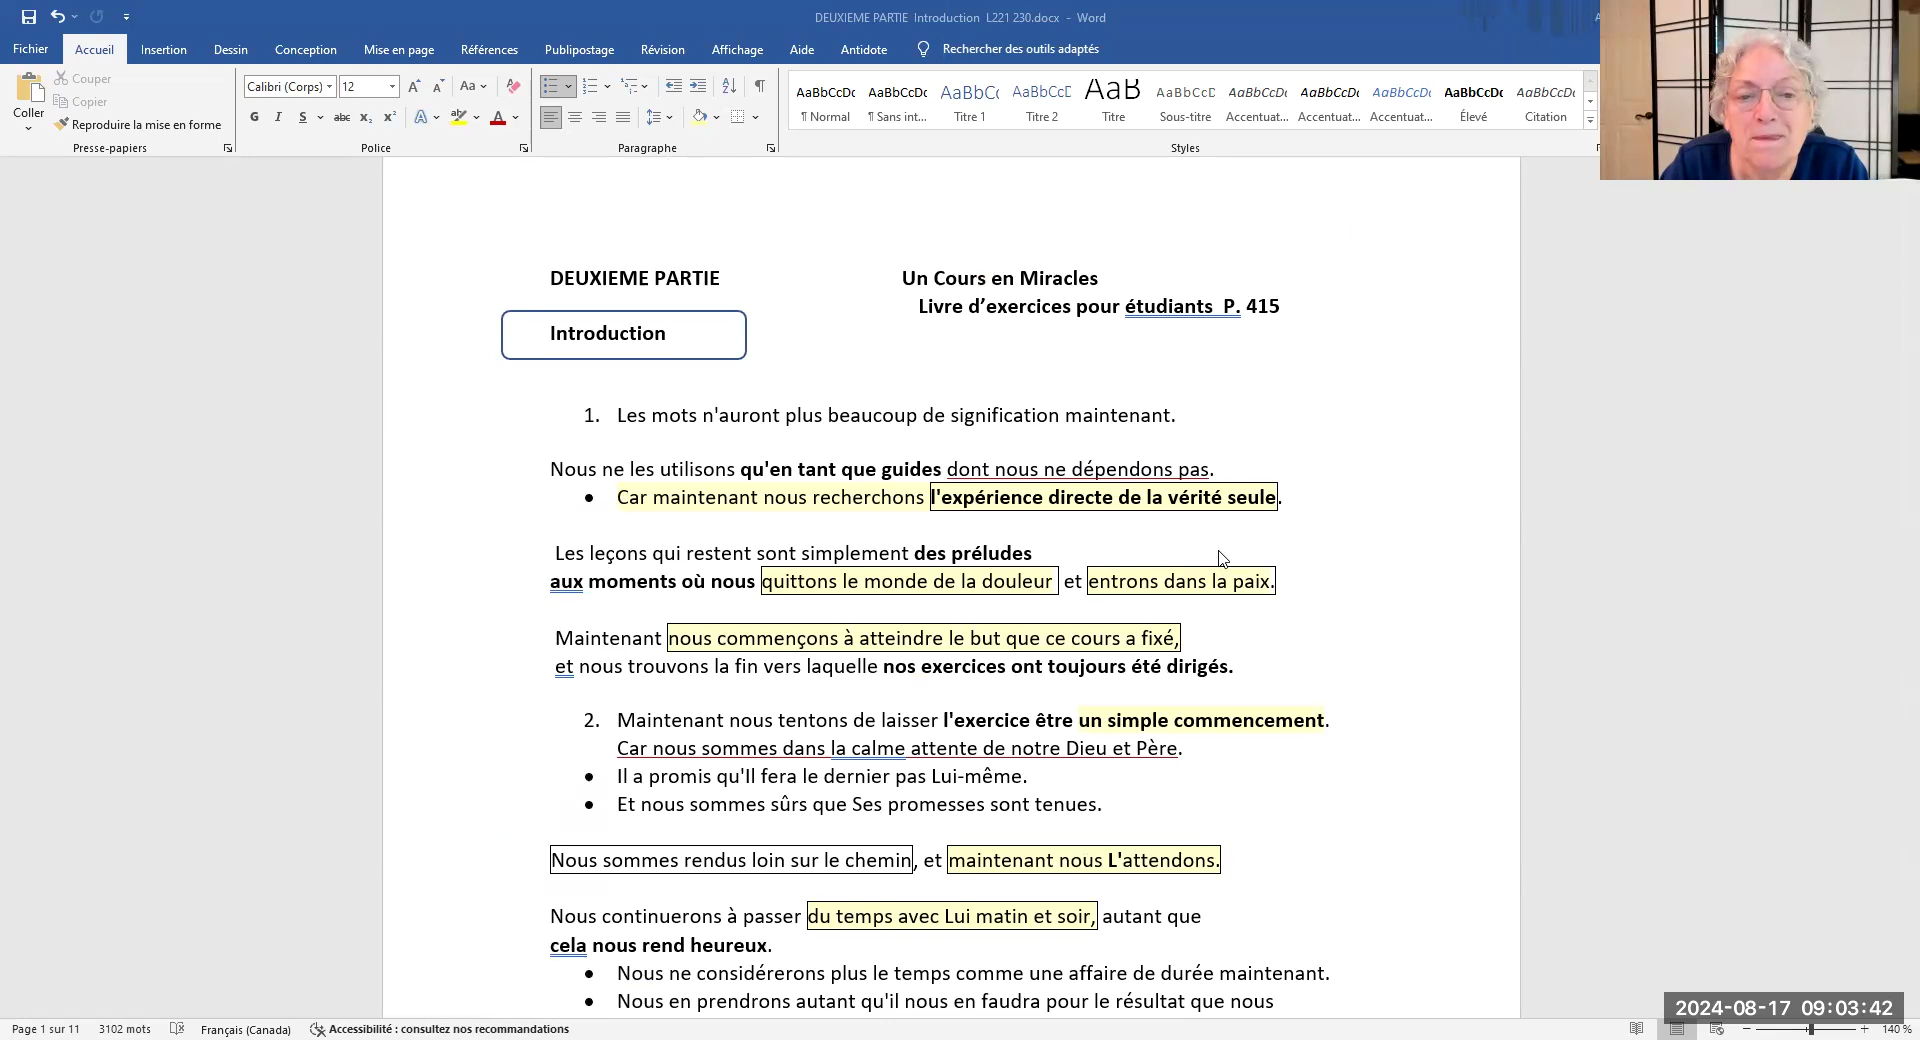 DEUXIEME PARTIE Introduction L221 230.docx - Word
Fichier Accueil Insertion Dessin Conception Mise en page Références Publipostage Révision Affichage Aide Antidote Rechercher des outils adaptés
Coller
Couper
Copier
Reproduire la mise en forme
Calibri (Corps) 12
AaBbCcDc AaBbCcDc AaBbCc AaBbCcD AaB AaBbCcD AaBbCcDc AaBbCcDc AaBbCcDc AaBbCcDc AaBbCcDc
¶ Normal ¶ Sans int... Titre 1 Titre 2 Titre Sous-titre Accentuat... Accentuat... Accentuat... Élevé Citation
Presse-papiers Police Paragraphe Styles
DEUXIEME PARTIE Un Cours en Miracles
Livre d’exercices pour étudiants P. 415
Introduction
1. Les mots n'auront plus beaucoup de signification maintenant.
Nous ne les utilisons qu'en tant que guides dont nous ne dépendons pas.
• Car maintenant nous recherchons l'expérience directe de la vérité seule.
Les leçons qui restent sont simplement des préludes
aux moments où nous quittons le monde de la douleur et entrons dans la paix.
Maintenant nous commençons à atteindre le but que ce cours a fixé,
et nous trouvons la fin vers laquelle nos exercices ont toujours été dirigés.
2. Maintenant nous tentons de laisser l'exercice être un simple commencement.
Car nous sommes dans la calme attente de notre Dieu et Père.
• Il a promis qu'Il fera le dernier pas Lui-même.
• Et nous sommes sûrs que Ses promesses sont tenues.
Nous sommes rendus loin sur le chemin, et maintenant nous L'attendons.
Nous continuerons à passer du temps avec Lui matin et soir, autant que
cela nous rend heureux.
• Nous ne considérerons plus le temps comme une affaire de durée maintenant.
• Nous en prendrons autant qu'il nous en faudra pour le résultat que nous
2024-08-17 09:03:42
Page 1 sur 11 3102 mots Français (Canada) Accessibilité : consultez nos recommandations 140 %